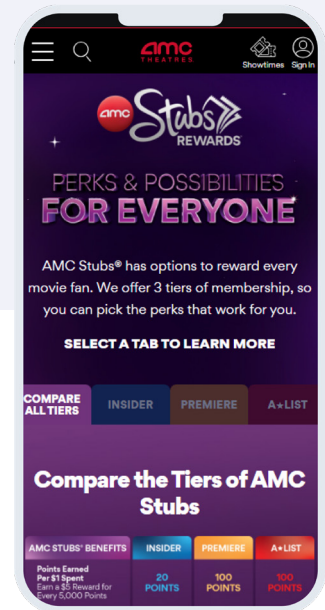 amc
THEATRES
Showtimes Sign In
amc Stubs
REWARDS
PERKS & POSSIBILITIES
FOR EVERYONE
AMC Stubs® has options to reward every
movie fan. We offer 3 tiers of membership, so
you can pick the perks that work for you.
SELECT A TAB TO LEARN MORE
COMPARE
ALL TIERS INSIDER PREMIERE A★LIST
Compare the Tiers of AMC
Stubs
AMC STUBS® BENEFITS INSIDER PREMIERE A★LIST
Points Earned
Per $1 Spent
Earn a $5 Reward for
Every 5,000 Points
20
POINTS
100
POINTS
100
POINTS